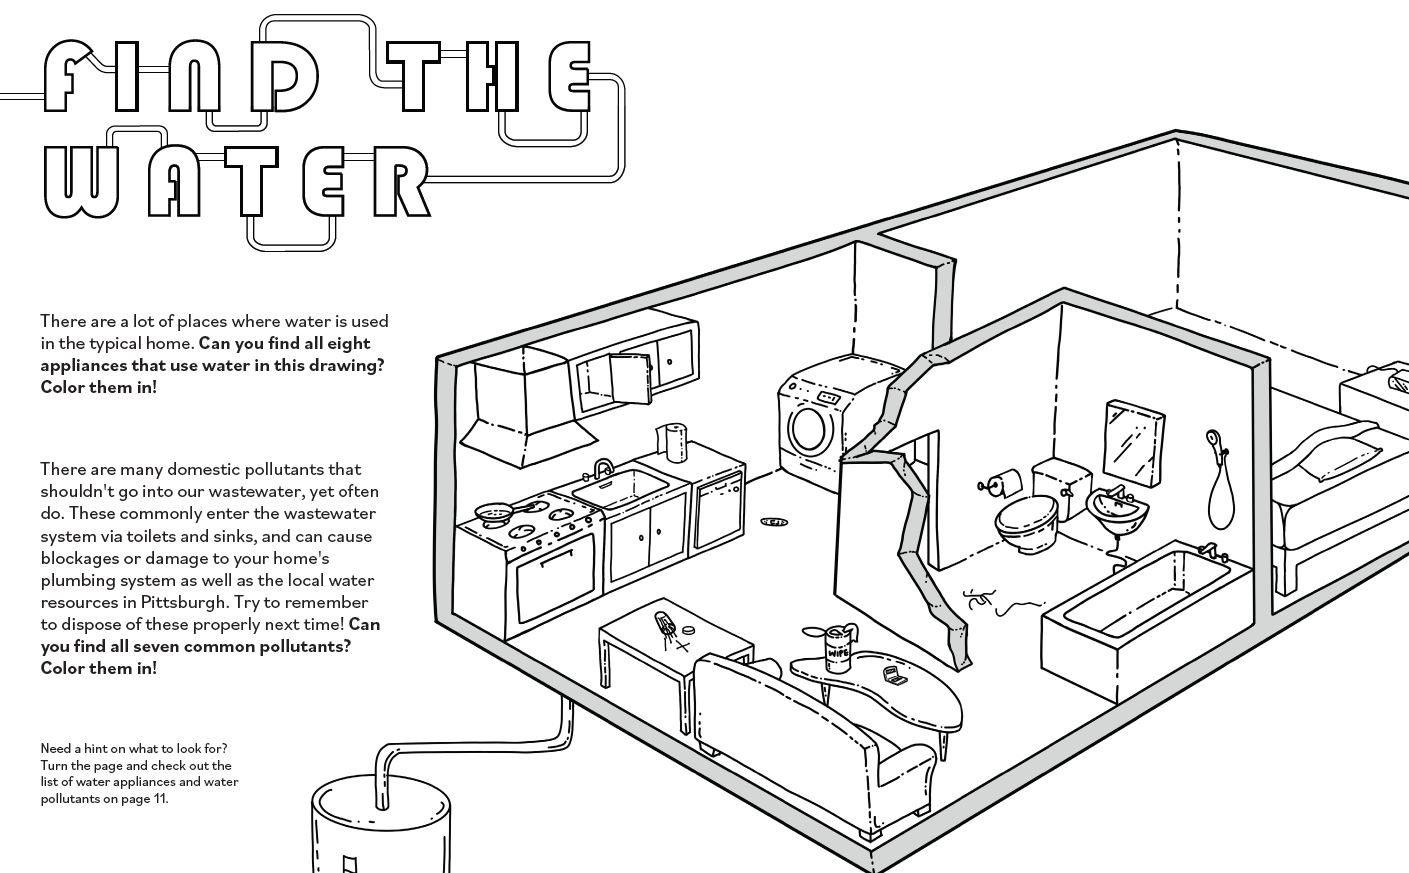 FIND THE
WATER
There are a lot of places where water is used
in the typical home. Can you find all eight
appliances that use water in this drawing?
Color them in!
There are many domestic pollutants that
shouldn't go into our wastewater, yet often
do. These commonly enter the wastewater
system via toilets and sinks, and can cause
blockages or damage to your home's
plumbing system as well as the local water
resources in Pittsburgh. Try to remember
to dispose of these properly next time! Can
you find all seven common pollutants?
Color them in!
Need a hint on what to look for?
Turn the page and check out the
list of water appliances and water
pollutants on page 11.
WIPE